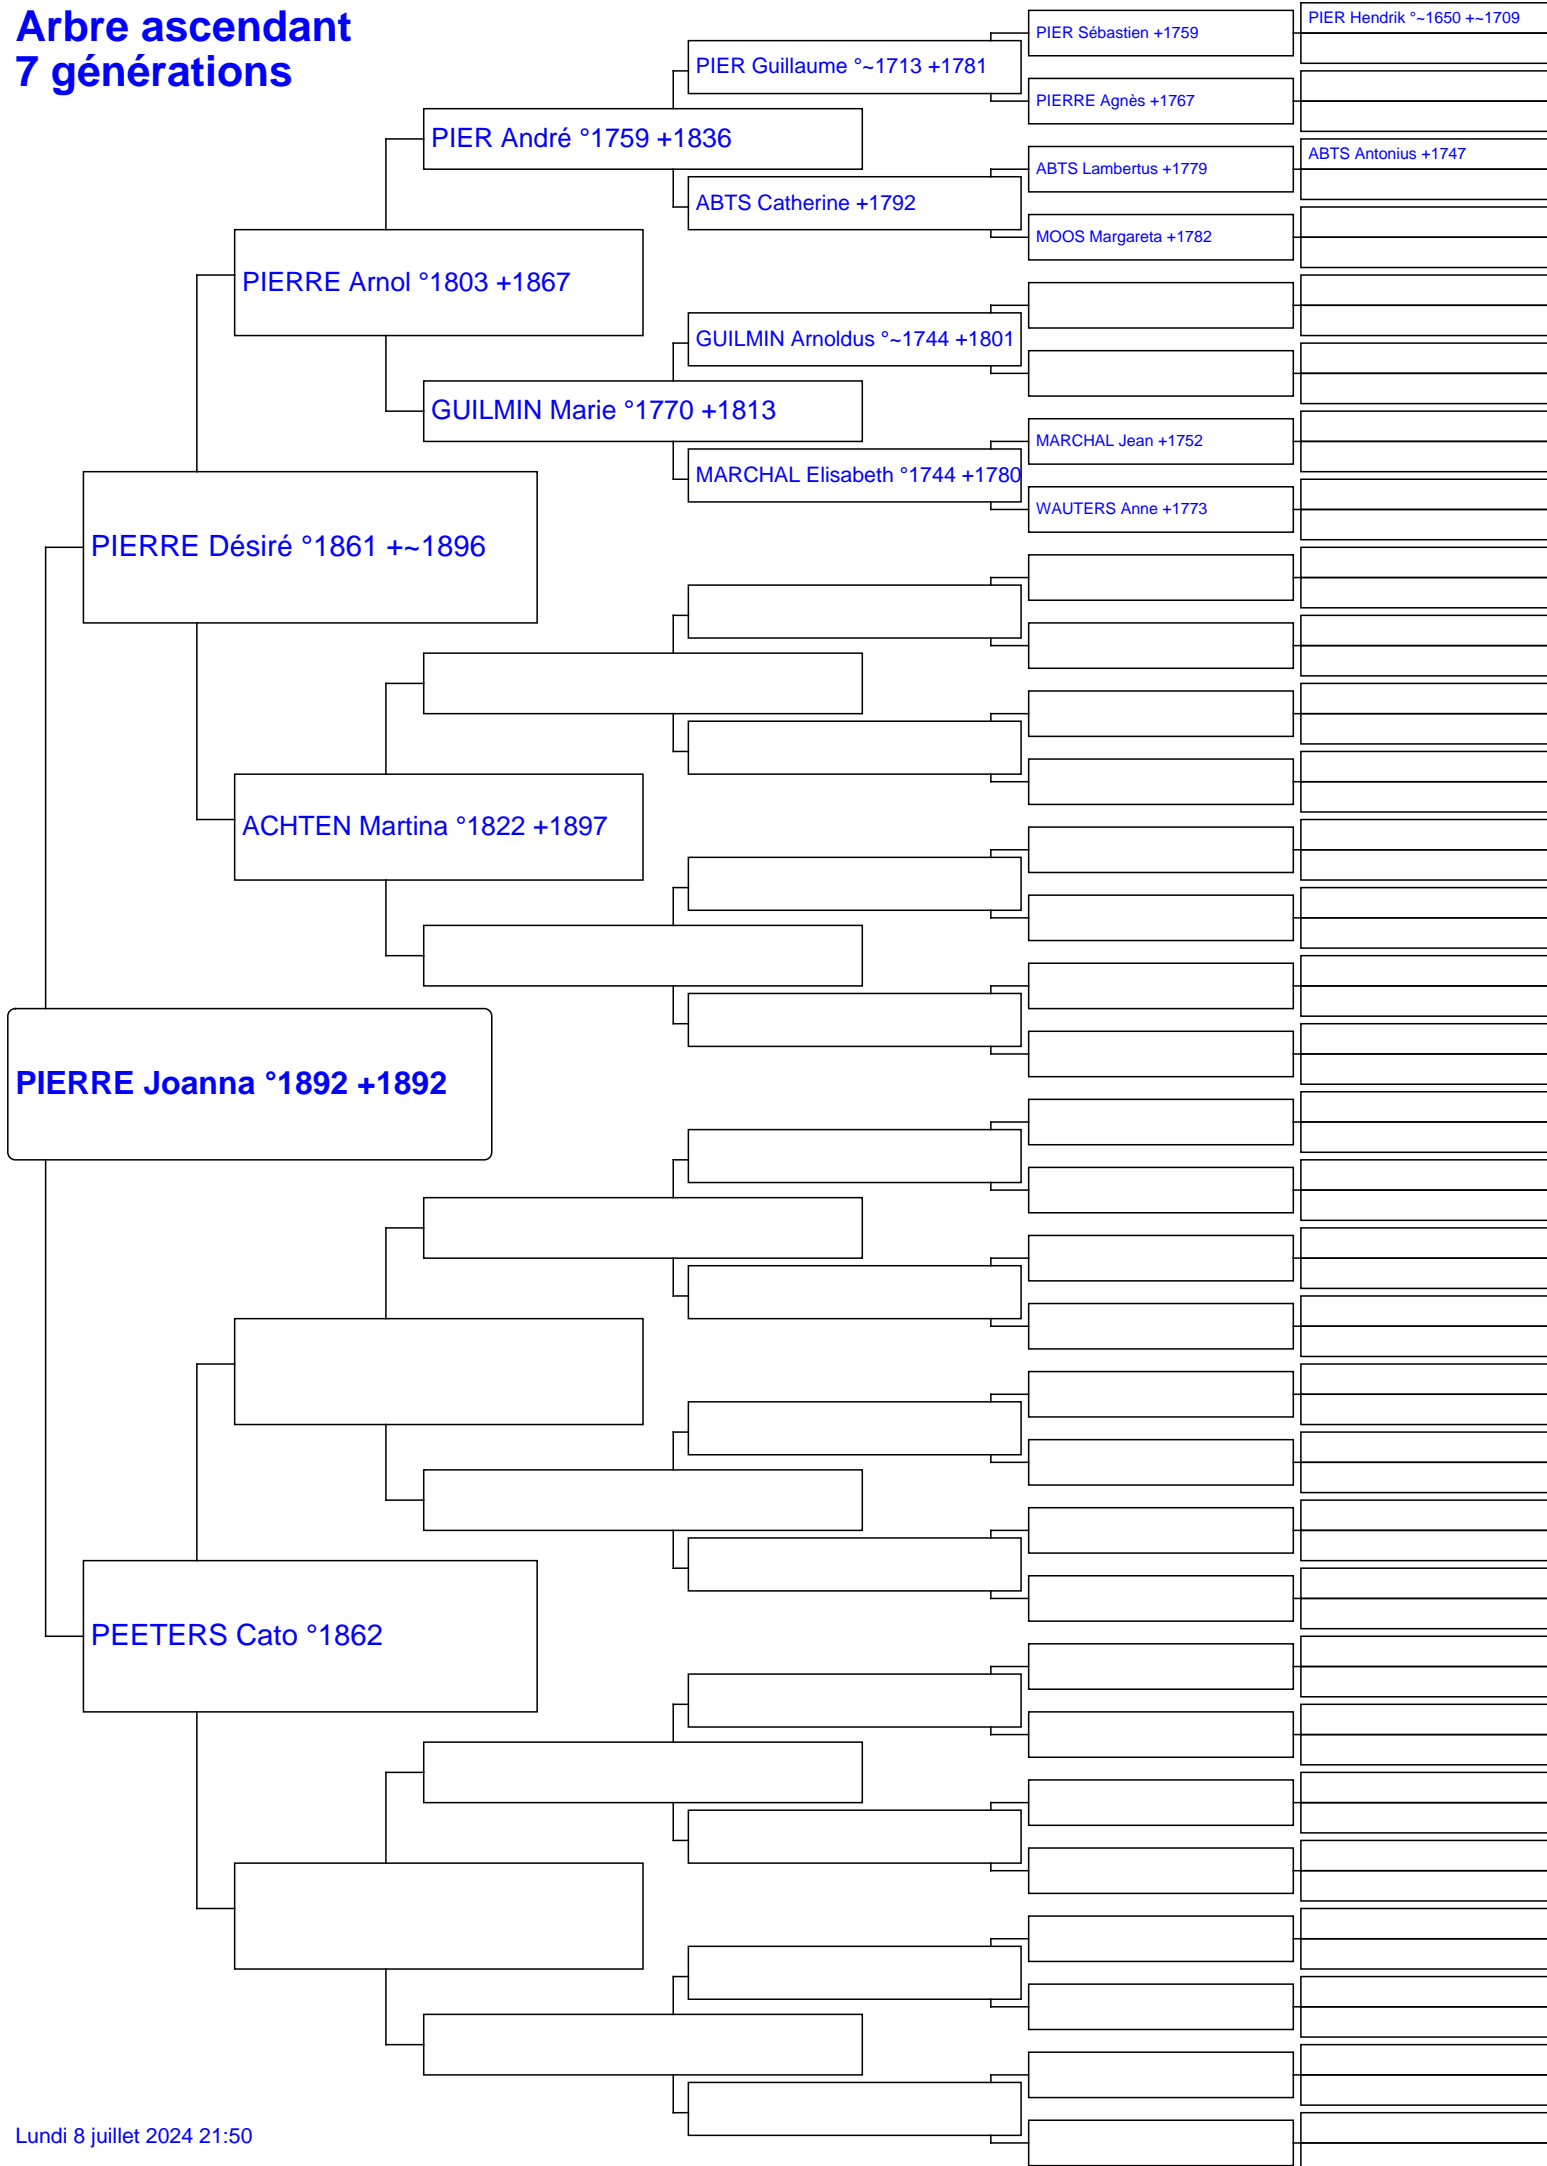 Arbre ascendant
7 générations
PIER Hendrik °~1650 +~1709
PIER Sébastien +1759
PIER Guillaume °~1713 +1781
PIERRE Agnès +1767
PIER André °1759 +1836
ABTS Antonius +1747
ABTS Lambertus +1779
ABTS Catherine +1792
MOOS Margareta +1782
PIERRE Arnol °1803 +1867
GUILMIN Arnoldus °~1744 +1801
GUILMIN Marie °1770 +1813
MARCHAL Jean +1752
MARCHAL Elisabeth °1744 +1780
WAUTERS Anne +1773
PIERRE Désiré °1861 +~1896
ACHTEN Martina °1822 +1897
PIERRE Joanna °1892 +1892
PEETERS Cato °1862
Lundi 8 juillet 2024 21:50